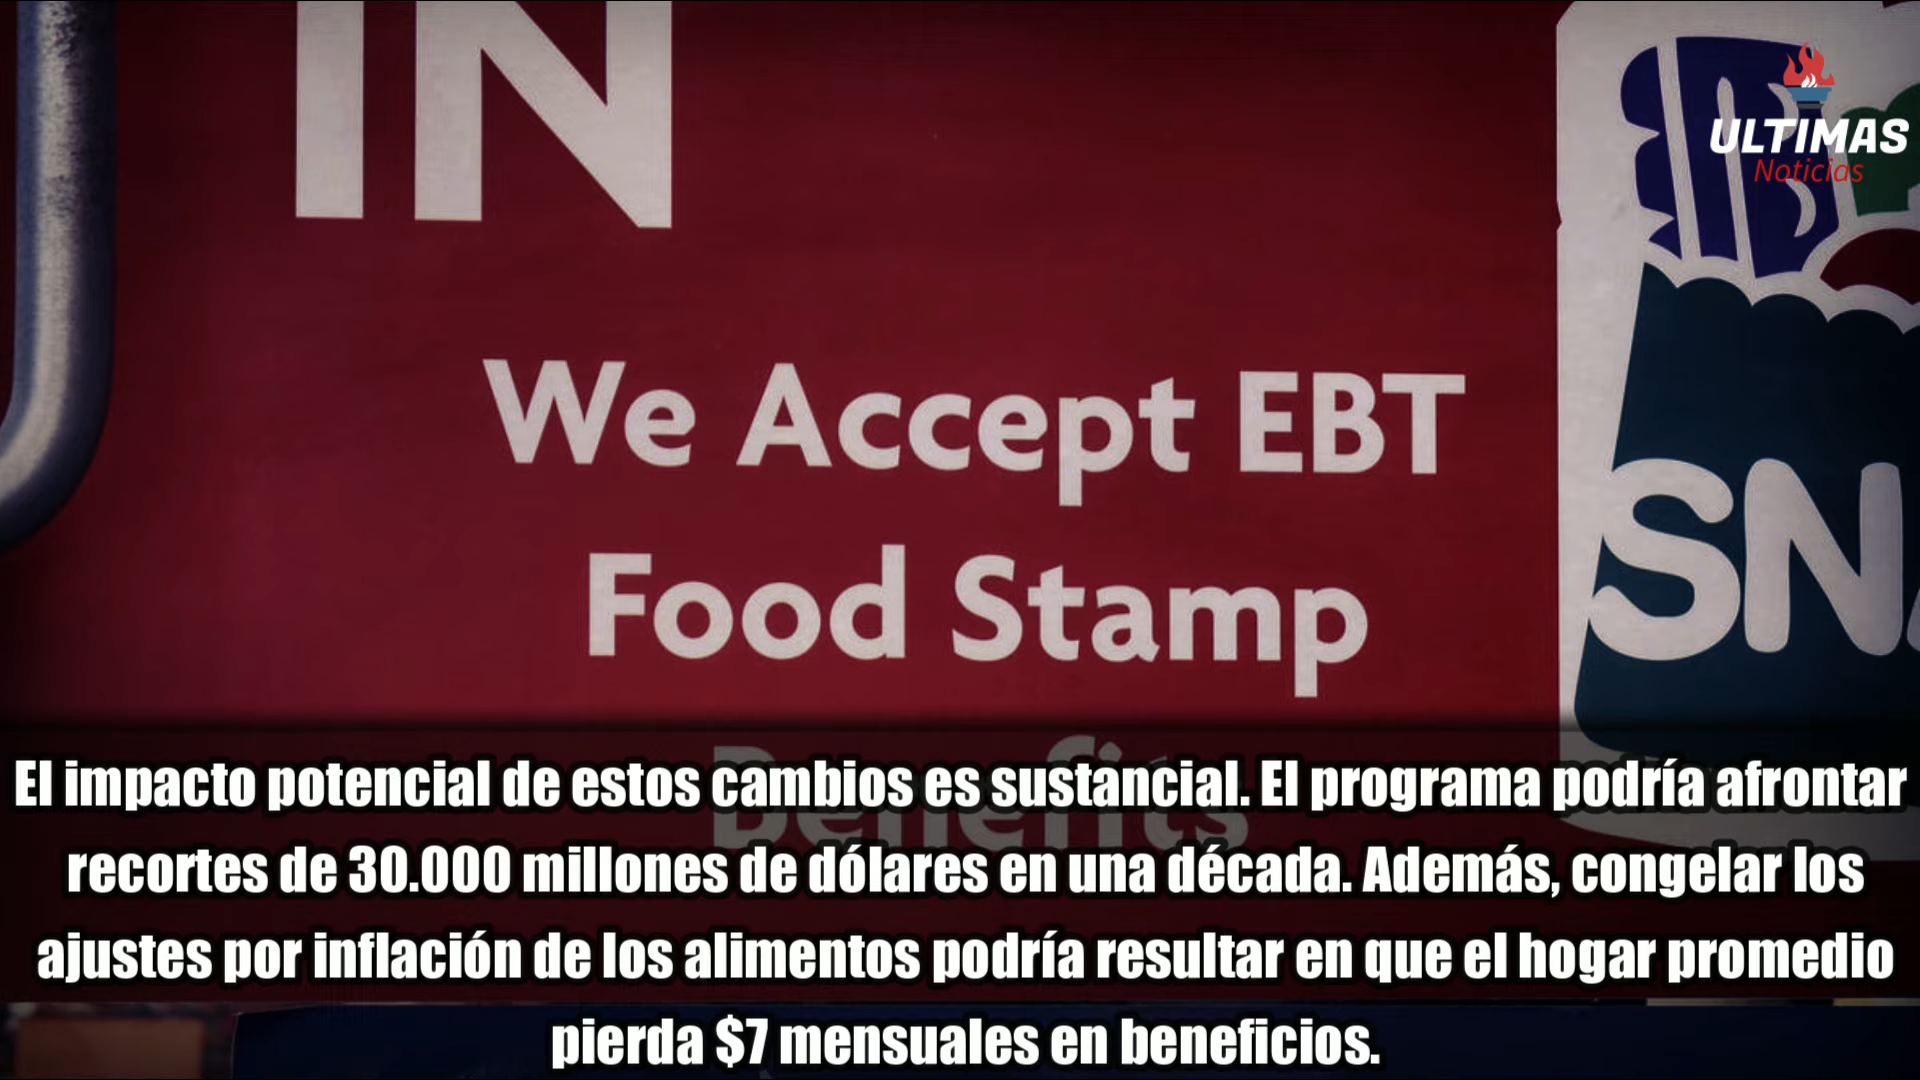 IN
ULTIMAS
Noticias
We Accept EBT
Food Stamp
Benefits
SN
El impacto potencial de estos cambios es sustancial. El programa podría afrontar
recortes de 30.000 millones de dólares en una década. Además, congelar los
ajustes por inflación de los alimentos podría resultar en que el hogar promedio
pierda $7 mensuales en beneficios.